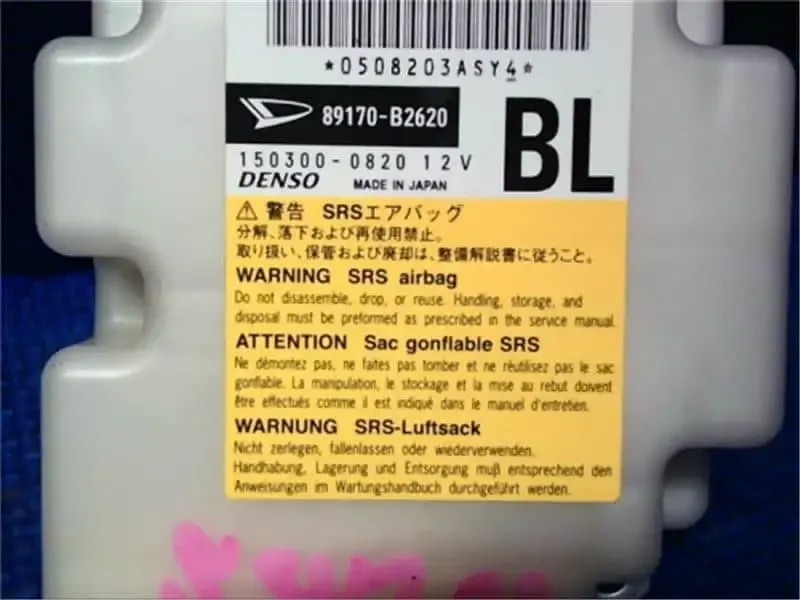 *0508203ASY4*
89170-B2620
BL
150300-0820 12V
DENSO MADE IN JAPAN
⚠ 警告 SRSエアバッグ
分解、落下および再使用禁止。
取り扱い、保管および廃却は、整備解説書に従うこと。
WARNING SRS airbag
Do not disassemble, drop, or reuse. Handling, storage, and
disposal must be preformed as prescribed in the service manual.
ATTENTION Sac gonflable SRS
Ne démontez pas, ne faites pas tomber et ne réutilisez pas le sac
gonflable. La manipulation, le stockage et la mise au rebut doivent
être effectués comme il est indiqué dans le manuel d'entretien.
WARNUNG SRS-Luftsack
Nicht zerlegen, fallenlassen oder wiederverwenden.
Handhabung, Lagerung und Entsorgung muß entsprechend den
Anweisungen im Wartungshandbuch durchgeführt werden.